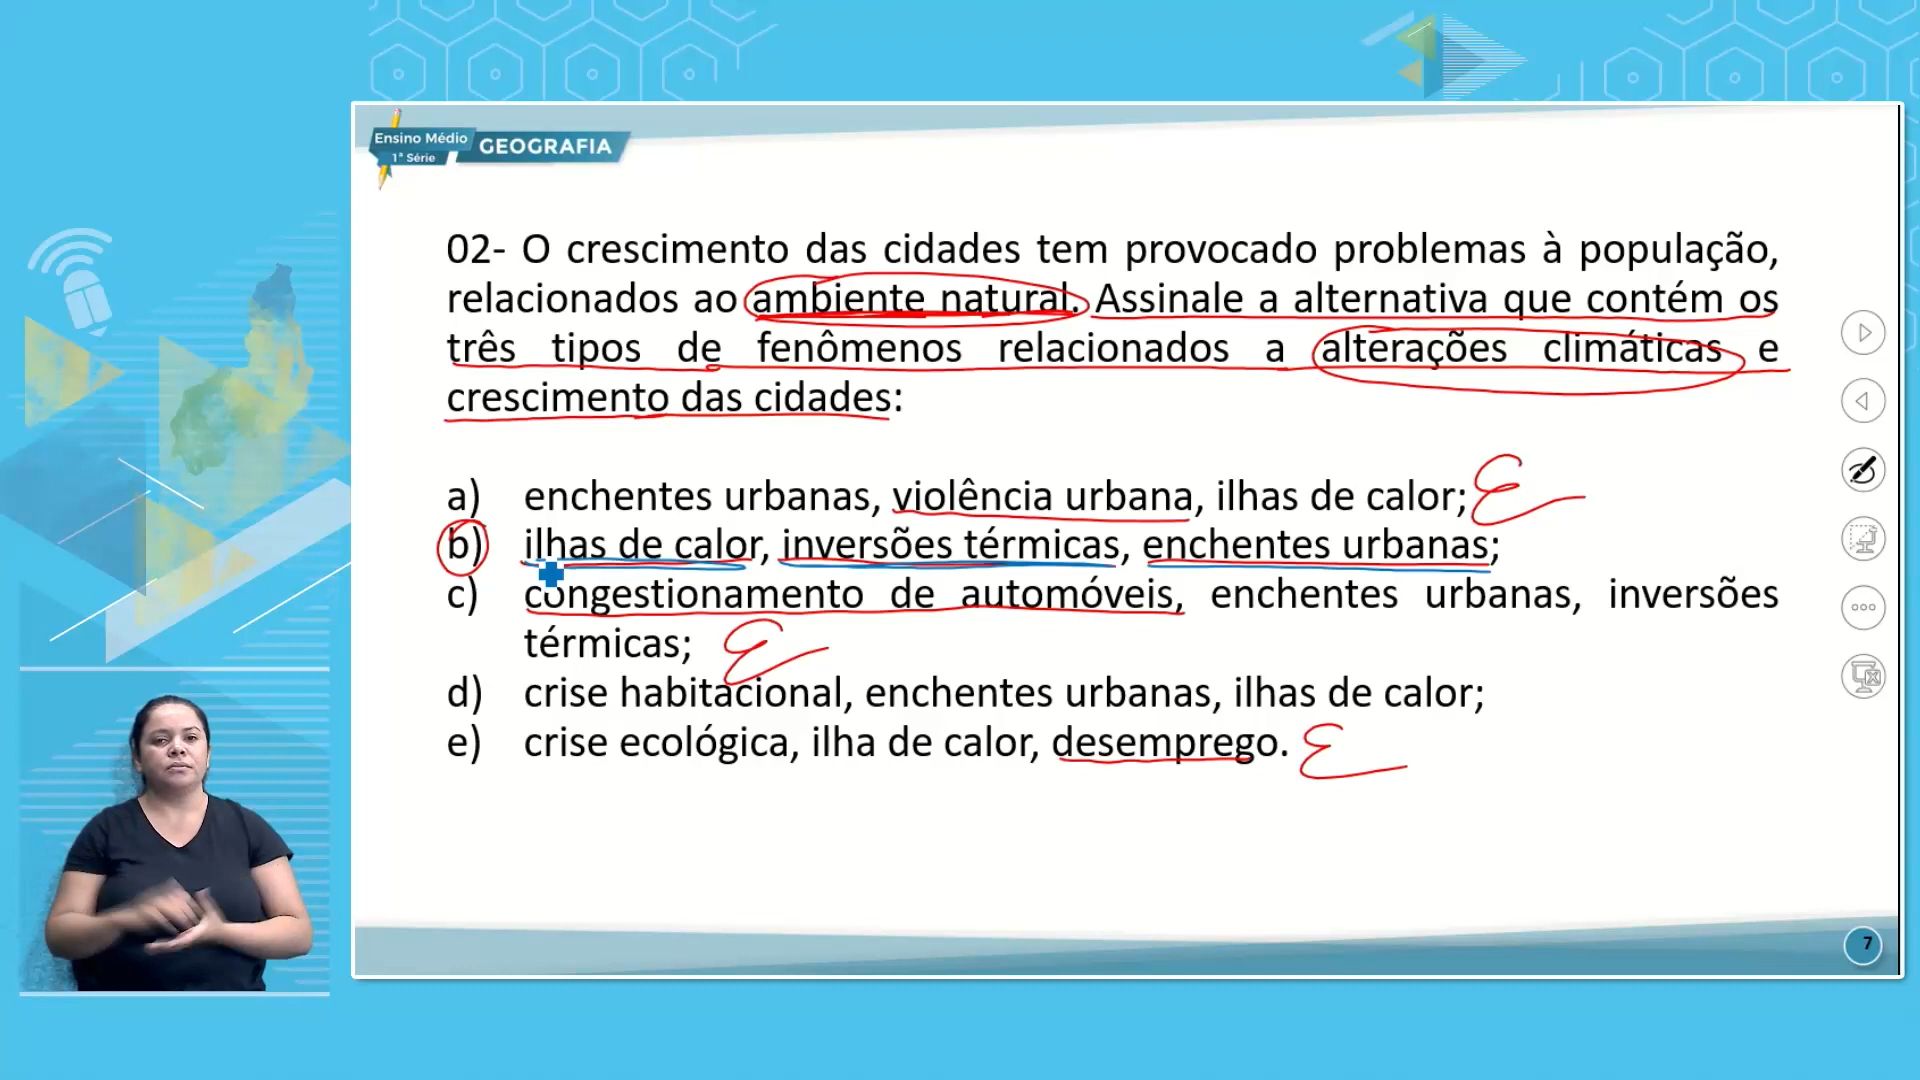 Ensino Médio
1ª Série
GEOGRAFIA
02- O crescimento das cidades tem provocado problemas à população,
relacionados ao ambiente natural. Assinale a alternativa que contém os
três tipos de fenômenos relacionados a alterações climáticas e
crescimento das cidades:
a) enchentes urbanas, violência urbana, ilhas de calor; E
b) ilhas de calor, inversões térmicas, enchentes urbanas;
c) congestionamento de automóveis, enchentes urbanas, inversões
térmicas; E
d) crise habitacional, enchentes urbanas, ilhas de calor;
e) crise ecológica, ilha de calor, desemprego. E
7